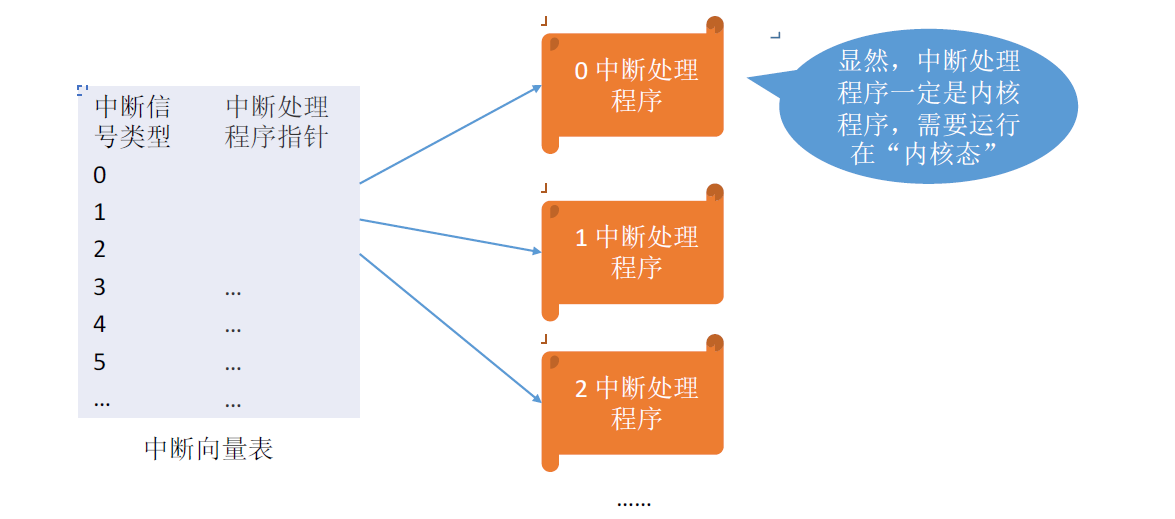 中断信 中断处理
号类型 程序指针
0
1
2
3 …
4 …
5 …
… …
中断向量表
0 中断处理
程序
1 中断处理
程序
2 中断处理
程序
……
显然，中断处理
程序一定是内核
程序，需要运行
在“内核态”